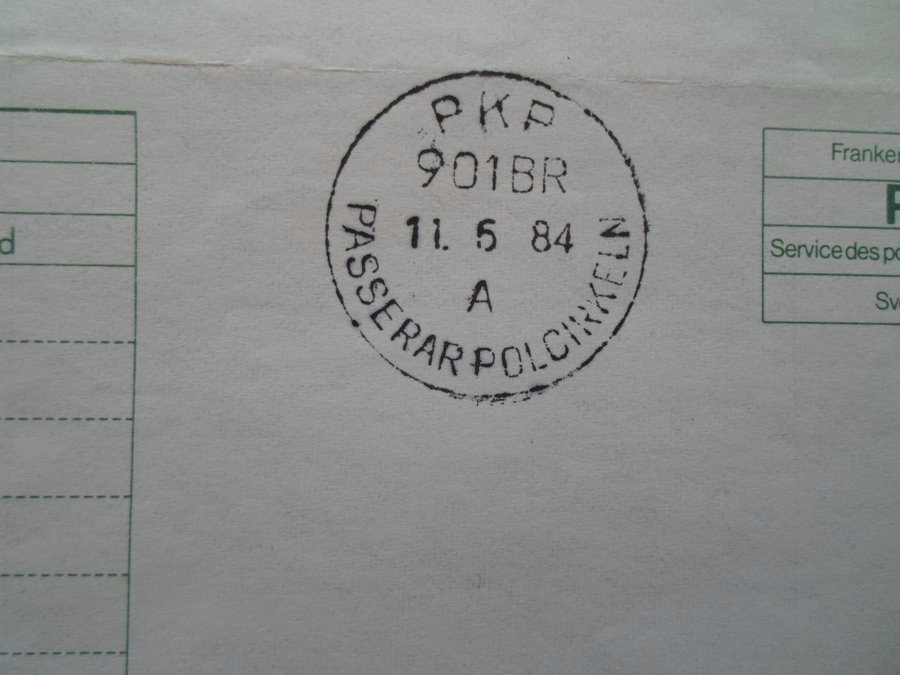 PKP
901BR
11. 5 84
A
PASSERAR POLCIRKELN
d
Franker
Service des po
Sv